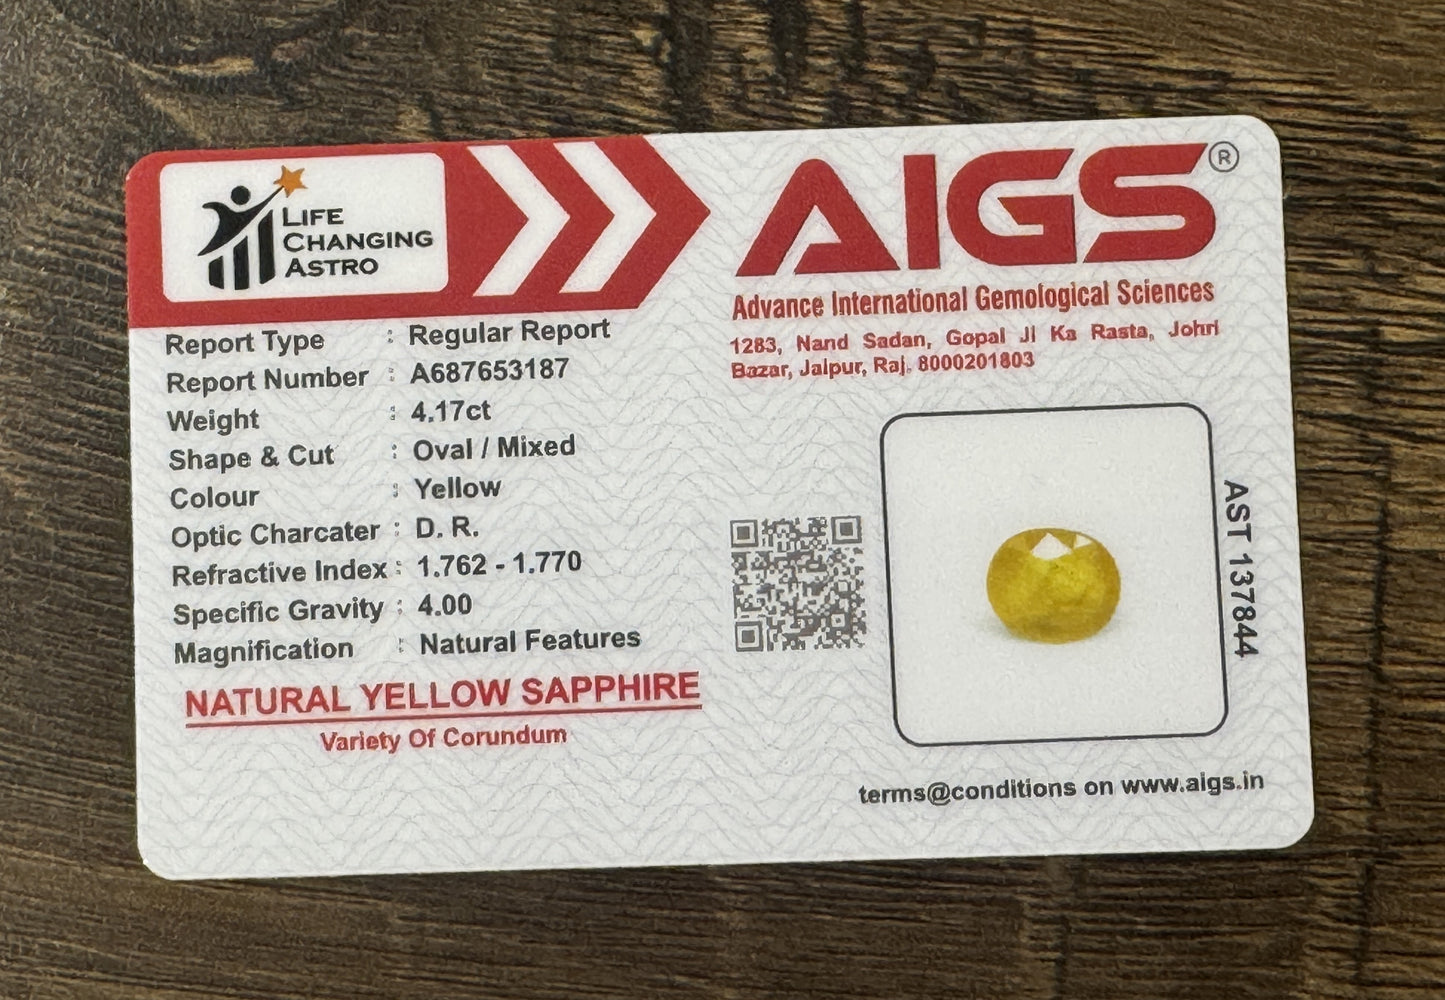 LIFE
CHANGING
ASTRO
AIGS®
Advance International Gemological Sciences
1283, Nand Sadan, Gopal Ji Ka Rasta, Johri
Bazar, Jaipur, Raj. 8000201803
Report Type : Regular Report
Report Number : A687653187
Weight : 4.17ct
Shape & Cut : Oval / Mixed
Colour : Yellow
Optic Charcater : D. R.
Refractive Index : 1.762 - 1.770
Specific Gravity : 4.00
Magnification : Natural Features
NATURAL YELLOW SAPPHIRE
Variety Of Corundum
AST 137844
terms@conditions on www.aigs.in